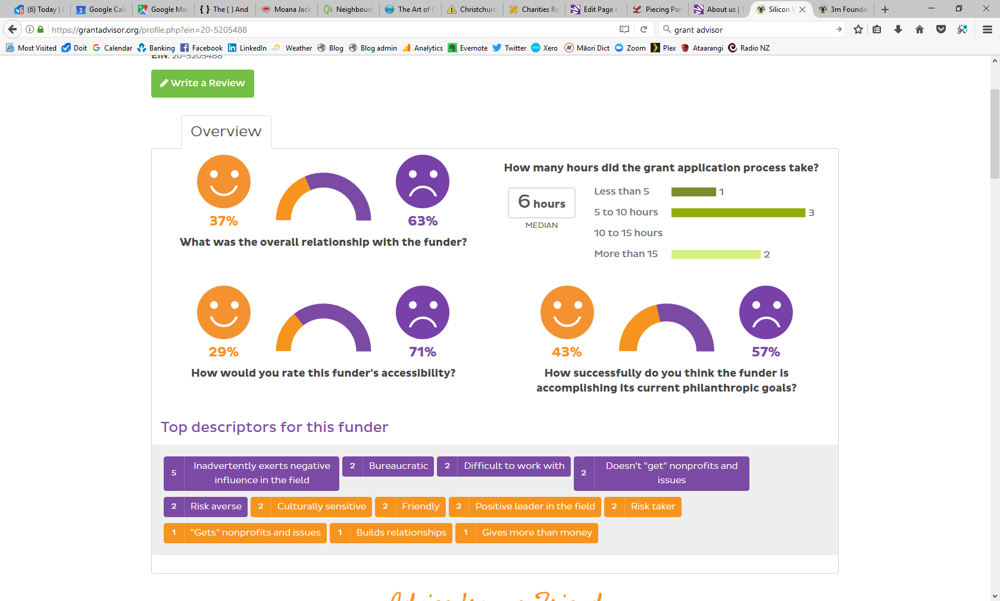 (6) Today |
Google Cal
Google Ma
{ } The { } And
Moana Jack
Neighbour
The Art of C
Christchurc
Charities Re
Edit Page ‹
Piecing Par
About us | T
Silicon V
3m Foundat
https://grantadvisor.org/profile.php?ein=20-5205488
grant advisor
Most Visited Doit Calendar Banking Facebook LinkedIn Weather Blog Blog admin Analytics Evernote Twitter Xero Māori Dict Zoom Plex Ataarangi Radio NZ
EIN: 20-5205488
Write a Review
Overview
37%
63%
What was the overall relationship with the funder?
How many hours did the grant application process take?
6 hours
MEDIAN
Less than 5 1
5 to 10 hours 3
10 to 15 hours
More than 15 2
29%
71%
How would you rate this funder's accessibility?
43%
57%
How successfully do you think the funder is
accomplishing its current philanthropic goals?
Top descriptors for this funder
5 Inadvertently exerts negative
influence in the field
2 Bureaucratic
2 Difficult to work with
2 Doesn't "get" nonprofits and
issues
2 Risk averse
2 Culturally sensitive
2 Friendly
2 Positive leader in the field
2 Risk taker
1 "Gets" nonprofits and issues
1 Builds relationships
1 Gives more than money